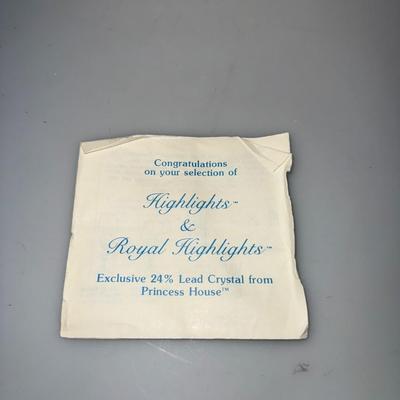 Congratulations
on your selection of
Highlights™
&
Royal Highlights™
Exclusive 24% Lead Crystal from
Princess House™